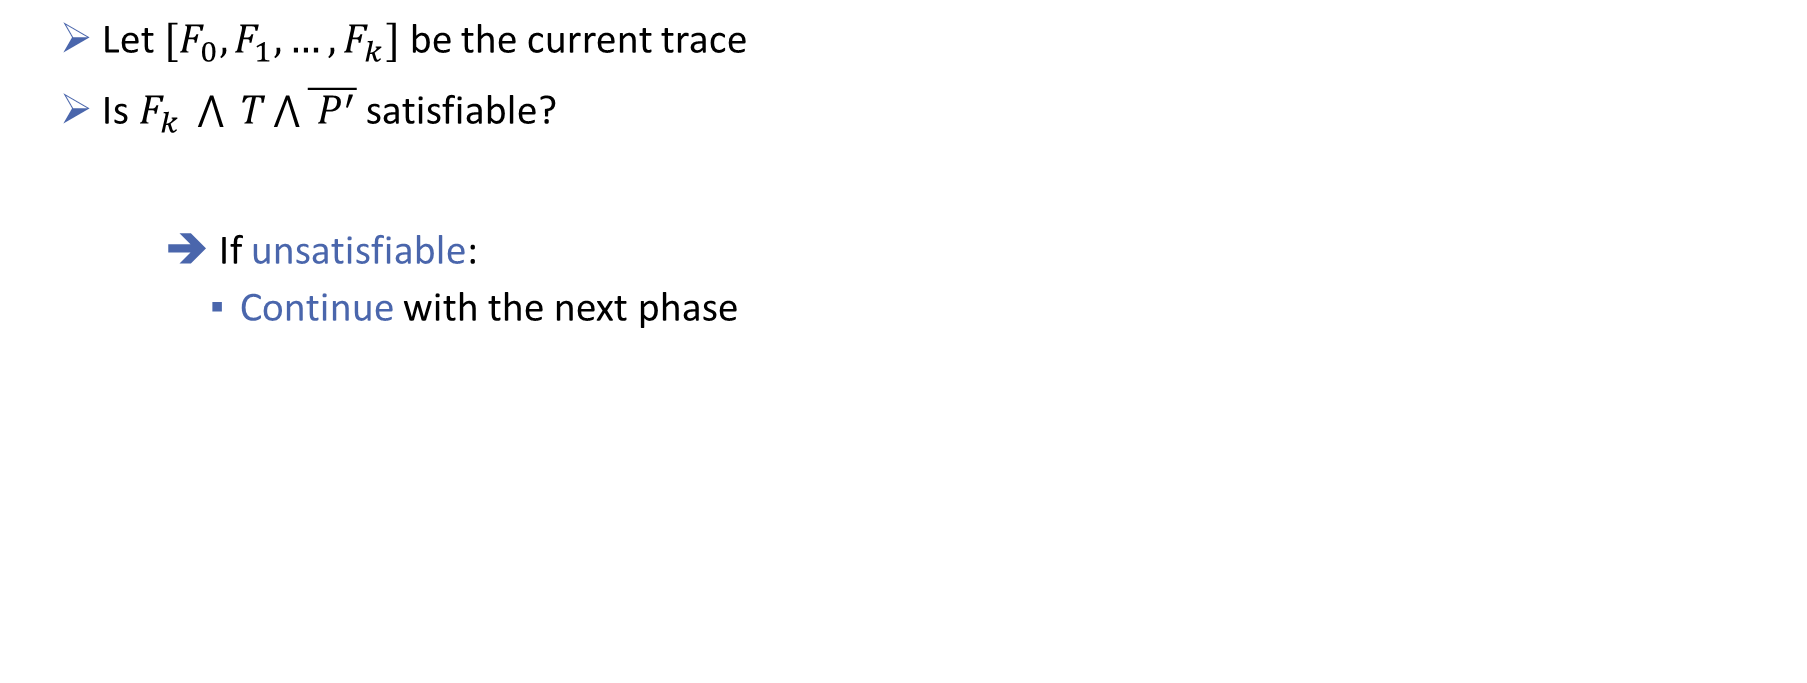 ➢ Let [F₀, F₁, … , Fₖ] be the current trace
➢ Is Fₖ ∧ T ∧ P̅'̅ satisfiable?
➔ If unsatisfiable:
▪ Continue with the next phase